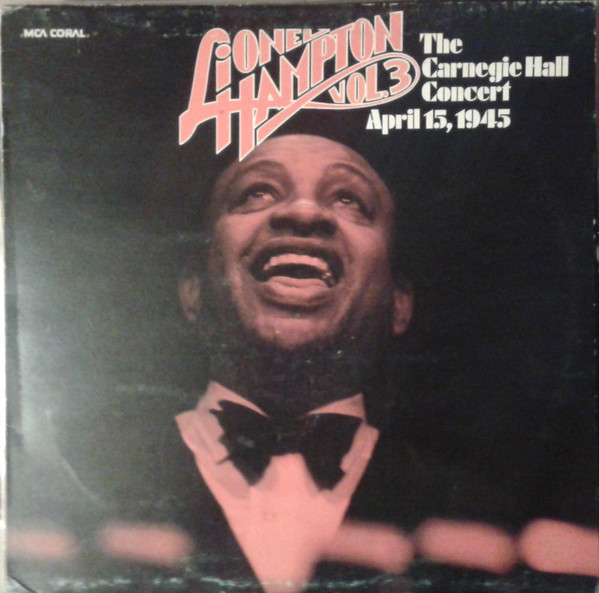 MCA CORAL
LIONEL
HAMPTON
VOL.3
The
Carnegie Hall
Concert
April 15, 1945